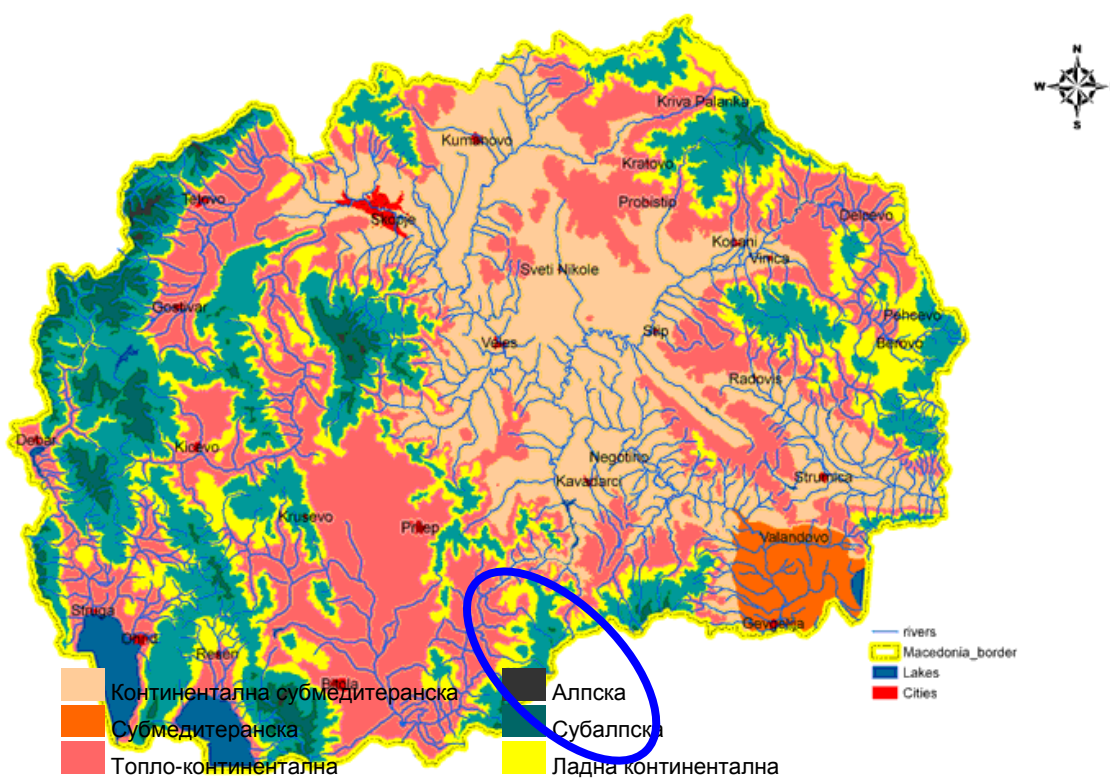 N
W E
S
Kriva Palanka
Kumanovo
Kratovo
Tetovo
Probistip
Delcevo
Skopje
Kocani
Vinica
Sveti Nikole
Gostivar
Pehcevo
Stip
Veles
Berovo
Radovis
Debar
Kicevo
Negotino
Kavadarci
Strumica
Krusevo
Prilep
Valandovo
Struga
Ohrid
Gevgelija
rivers
Resen
Macedonia_border
Lakes
Bitola
Cities
Континентална субмедитеранска
Алпска
Субмедитеранска
Субалпска
Топло-континентална
Ладна континентална